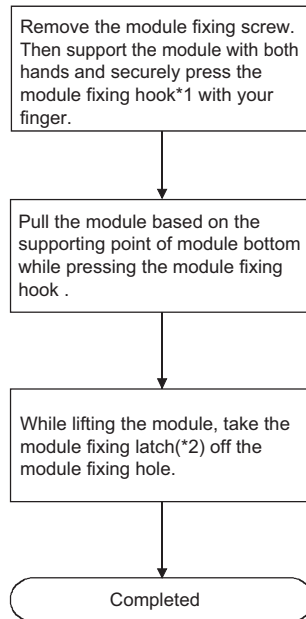 Remove the module fixing screw.
Then support the module with both
hands and securely press the
module fixing hook*1 with your
finger.
Pull the module based on the
supporting point of module bottom
while pressing the module fixing
hook .
While lifting the module, take the
module fixing latch(*2) off the
module fixing hole.
Completed